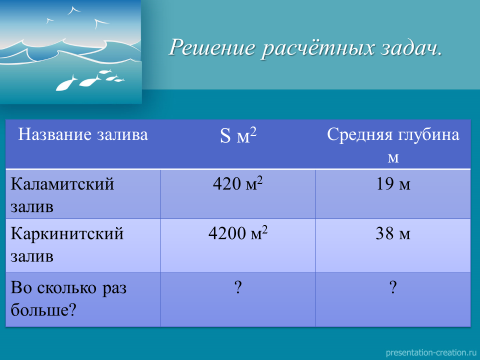 Решение расчётных задач.
Название залива
S м²
Средняя глубина
м
Каламитский
залив
420 м²
19 м
Каркинитский
залив
4200 м²
38 м
Во сколько раз
больше?
?
?
presentation-creation.ru